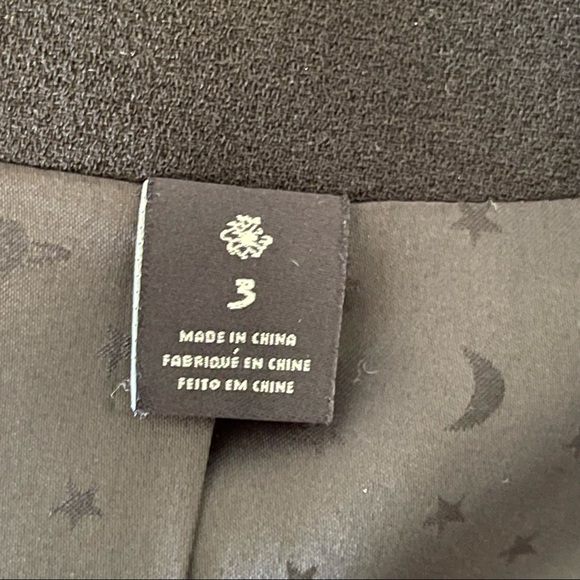 3
MADE IN CHINA
FABRIQUÉ EN CHINE
FEITO EM CHINE